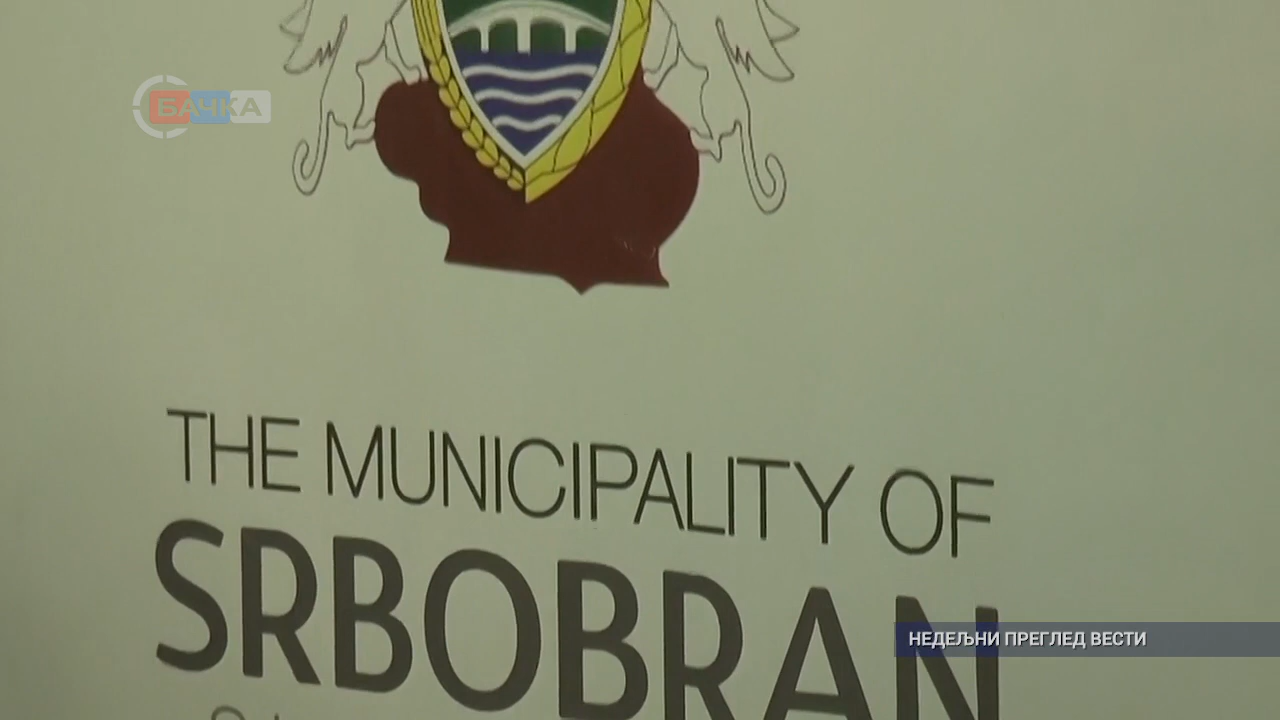 БАЧКА
THE MUNICIPALITY OF
SRBOBRAN
НЕДЕЉНИ ПРЕГЛЕД ВЕСТИ